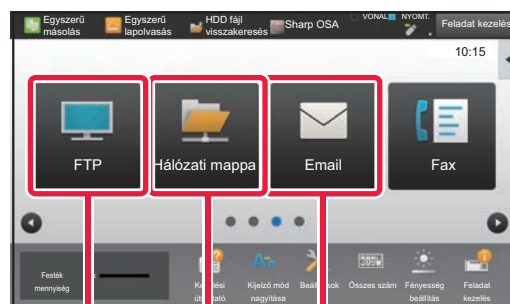 Egyszerű
másolás
Egyszerű
lapolvasás
HDD fájl
visszakeresés
Sharp OSA
VONAL
NYOMT.
Feladat kezelés
10:15
FTP
Hálózati mappa
Email
Fax
Festék
mennyiség
Kijelző mód
nagyítása
Összes szám
Fényesség
beállítás
Feladat
kezelés